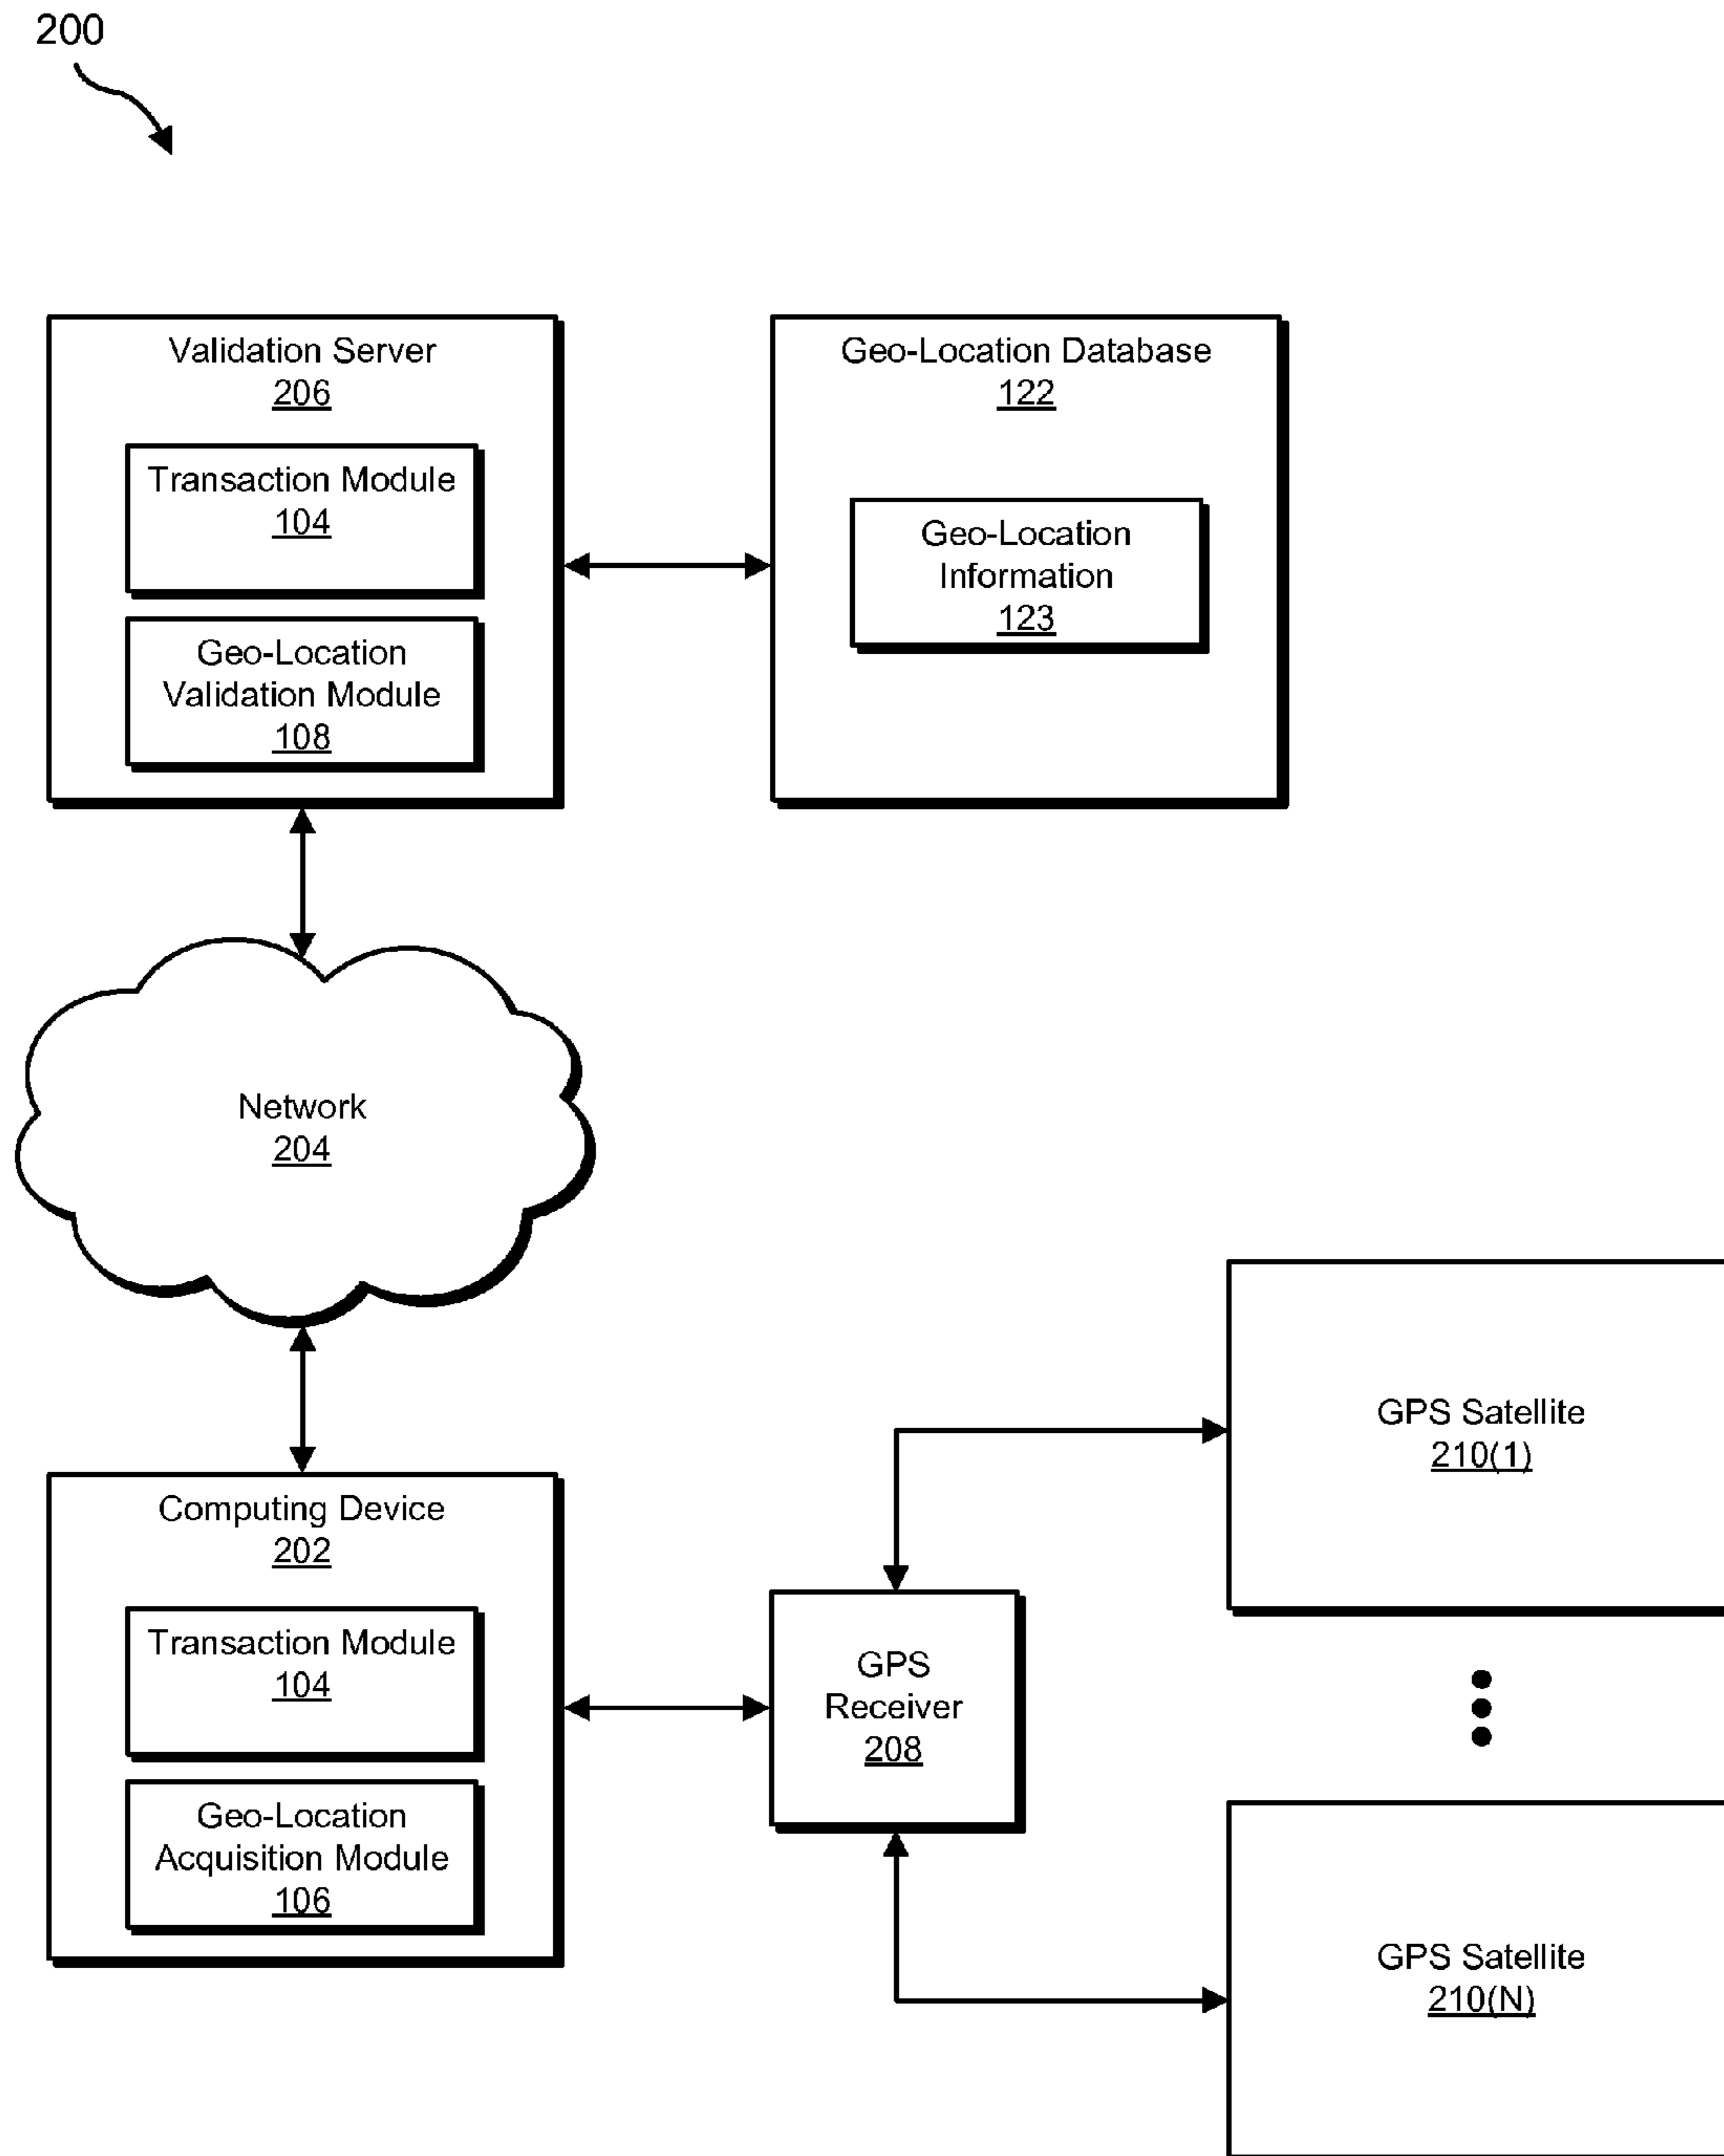 200
Validation Server
206
Transaction Module
104
Geo-Location
Validation Module
108
Geo-Location Database
122
Geo-Location
Information
123
Network
204
Computing Device
202
Transaction Module
104
Geo-Location
Acquisition Module
106
GPS
Receiver
208
GPS Satellite
210(1)
GPS Satellite
210(N)